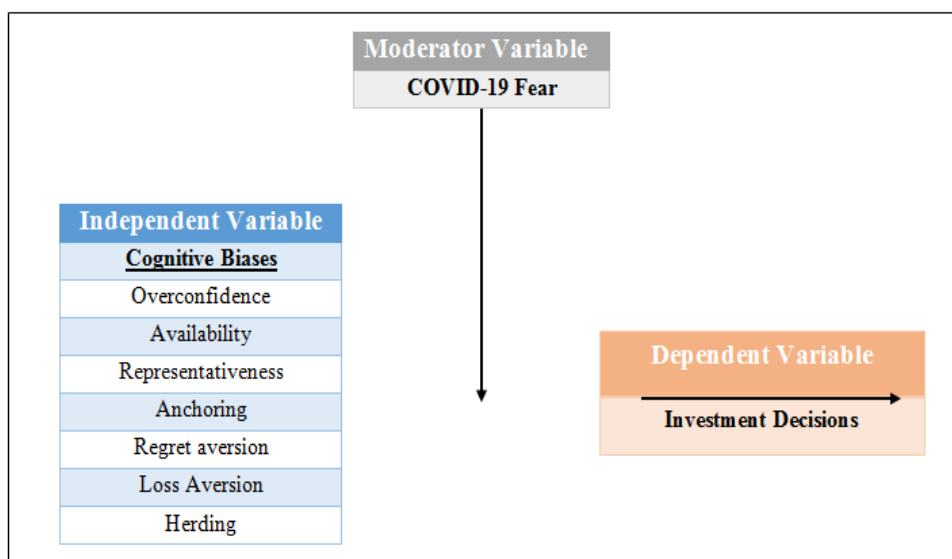 Moderator Variable
COVID-19 Fear
Independent Variable
Cognitive Biases
Overconfidence
Availability
Representativeness
Anchoring
Regret aversion
Loss Aversion
Herding
Dependent Variable
Investment Decisions